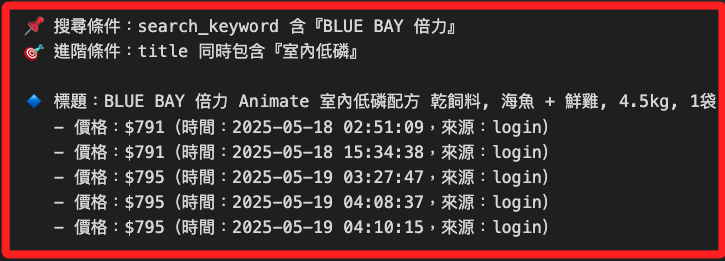 📌 搜尋條件：search_keyword 含『BLUE BAY 倍力』
🎯 進階條件：title 同時包含『室內低磷』
🔹 標題：BLUE BAY 倍力 Animate 室內低磷配方 乾飼料, 海魚 + 鮮雞, 4.5kg, 1袋
- 價格：$791（時間：2025-05-18 02:51:09，來源：login）
- 價格：$791（時間：2025-05-18 15:34:38，來源：login）
- 價格：$795（時間：2025-05-19 03:27:47，來源：login）
- 價格：$795（時間：2025-05-19 04:08:37，來源：login）
- 價格：$795（時間：2025-05-19 04:10:15，來源：login）